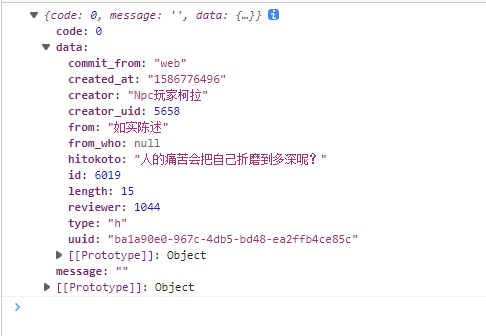 {code: 0, message: '', data: {…}}
code: 0
data:
commit_from: "web"
created_at: "1586776496"
creator: "Npc玩家柯拉"
creator_uid: 5658
from: "如实陈述"
from_who: null
hitokoto: "人的痛苦会把自己折磨到多深呢？"
id: 6019
length: 15
reviewer: 1044
type: "h"
uuid: "ba1a90e0-967c-4db5-bd48-ea2ffb4ce85c"
[[Prototype]]: Object
message: ""
[[Prototype]]: Object